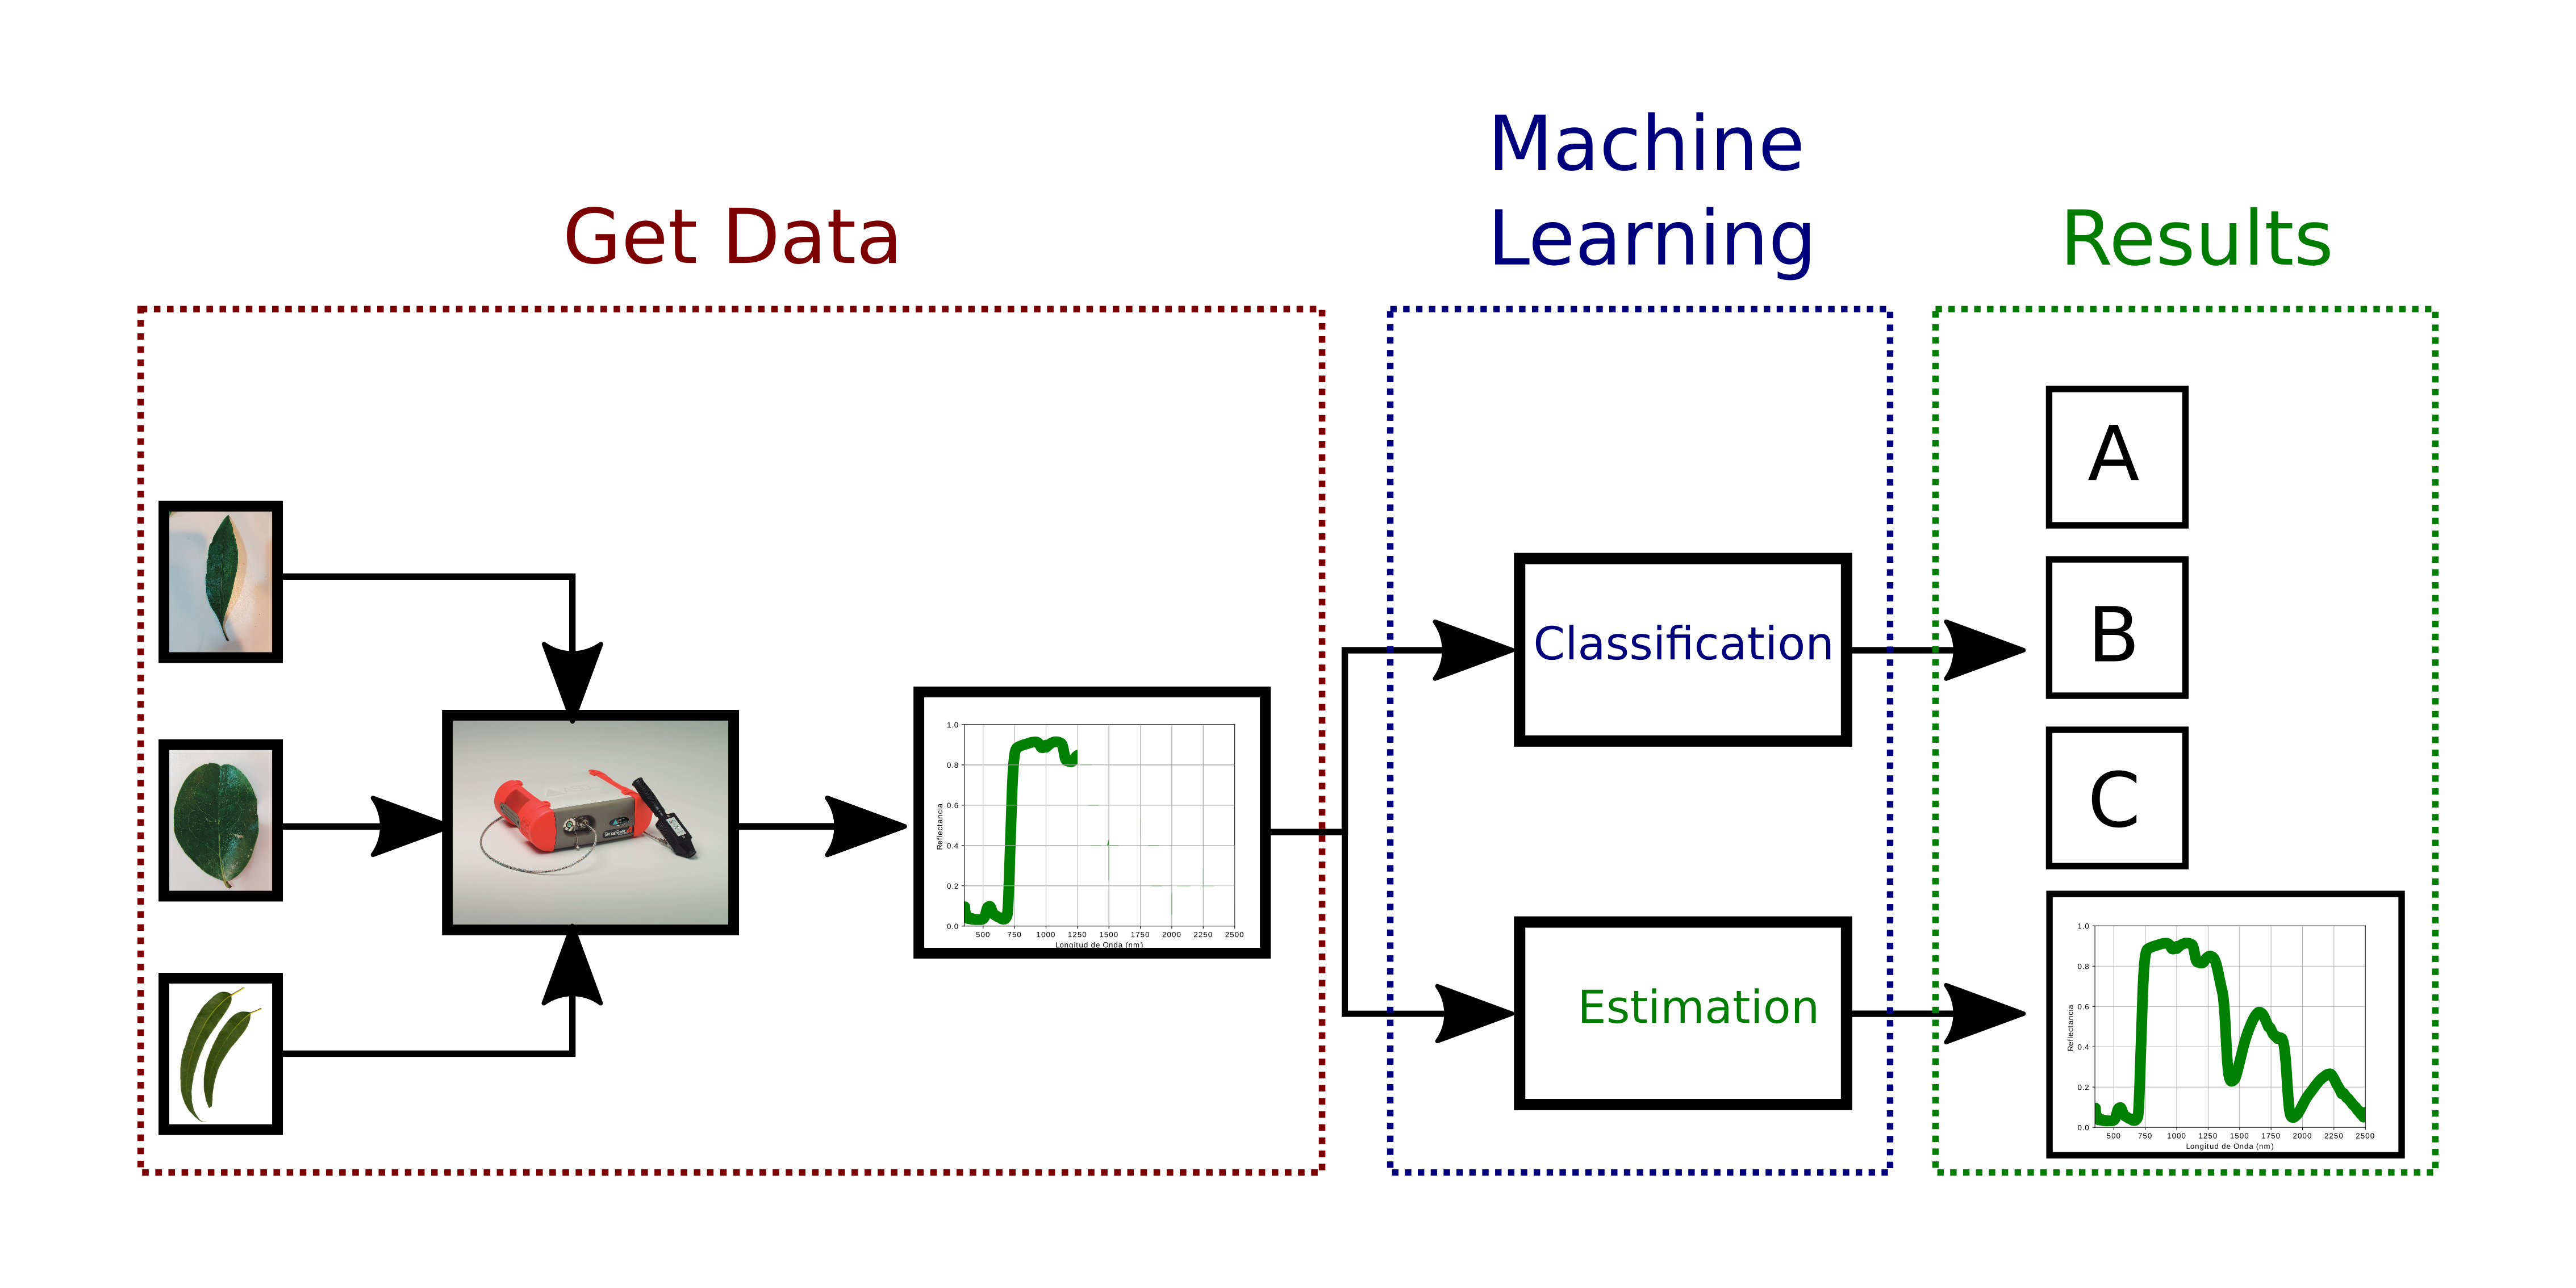 Machine
Learning
Get Data
Results
A
B
C
Classification
Estimation
1.0
0.8
0.6
0.4
0.2
0.0
Reflectancia
500 750 1000 1250 1500 1750 2000 2250 2500
Longitud de Onda (nm)
1.0
0.8
0.6
0.4
0.2
0.0
Reflectancia
500 750 1000 1250 1500 1750 2000 2250 2500
Longitud de Onda (nm)